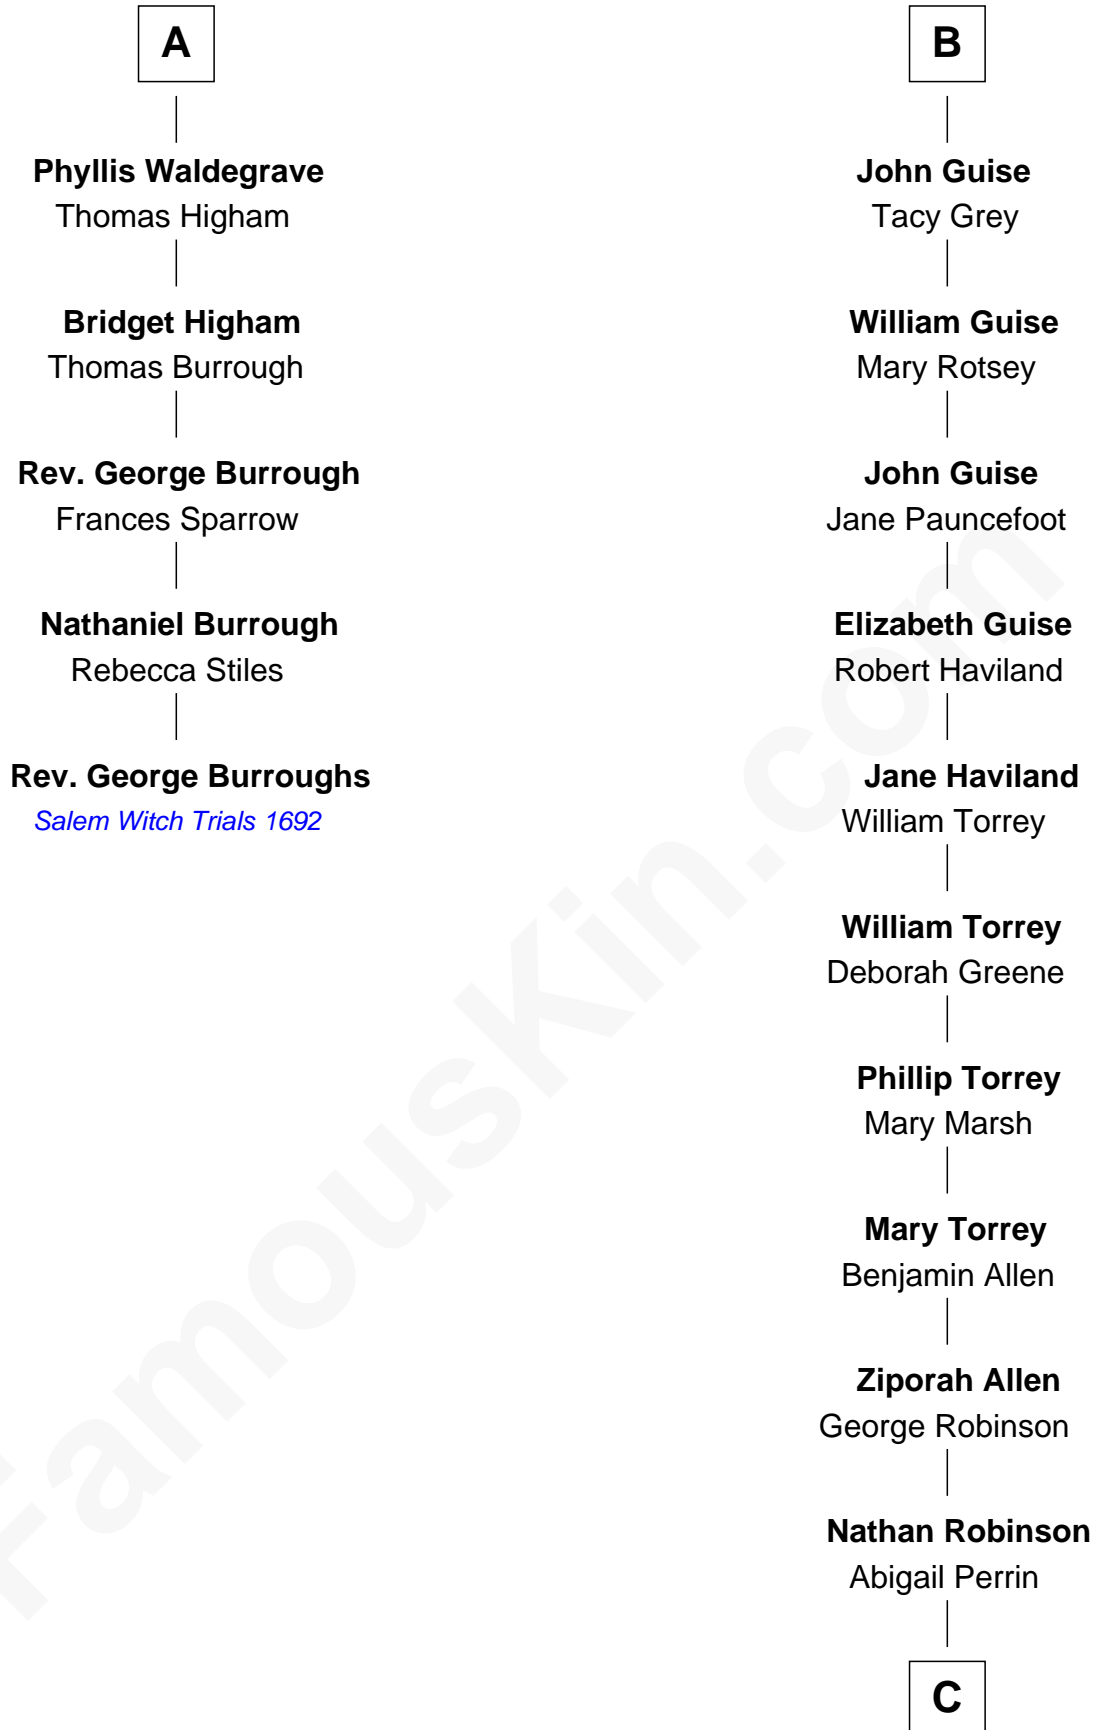 A
Phyllis Waldegrave
Thomas Higham
Bridget Higham
Thomas Burrough
Rev. George Burrough
Frances Sparrow
Nathaniel Burrough
Rebecca Stiles
Rev. George Burroughs
Salem Witch Trials 1692
B
John Guise
Tacy Grey
William Guise
Mary Rotsey
John Guise
Jane Pauncefoot
Elizabeth Guise
Robert Haviland
Jane Haviland
William Torrey
William Torrey
Deborah Greene
Phillip Torrey
Mary Marsh
Mary Torrey
Benjamin Allen
Ziporah Allen
George Robinson
Nathan Robinson
Abigail Perrin
C
FamousKin.com